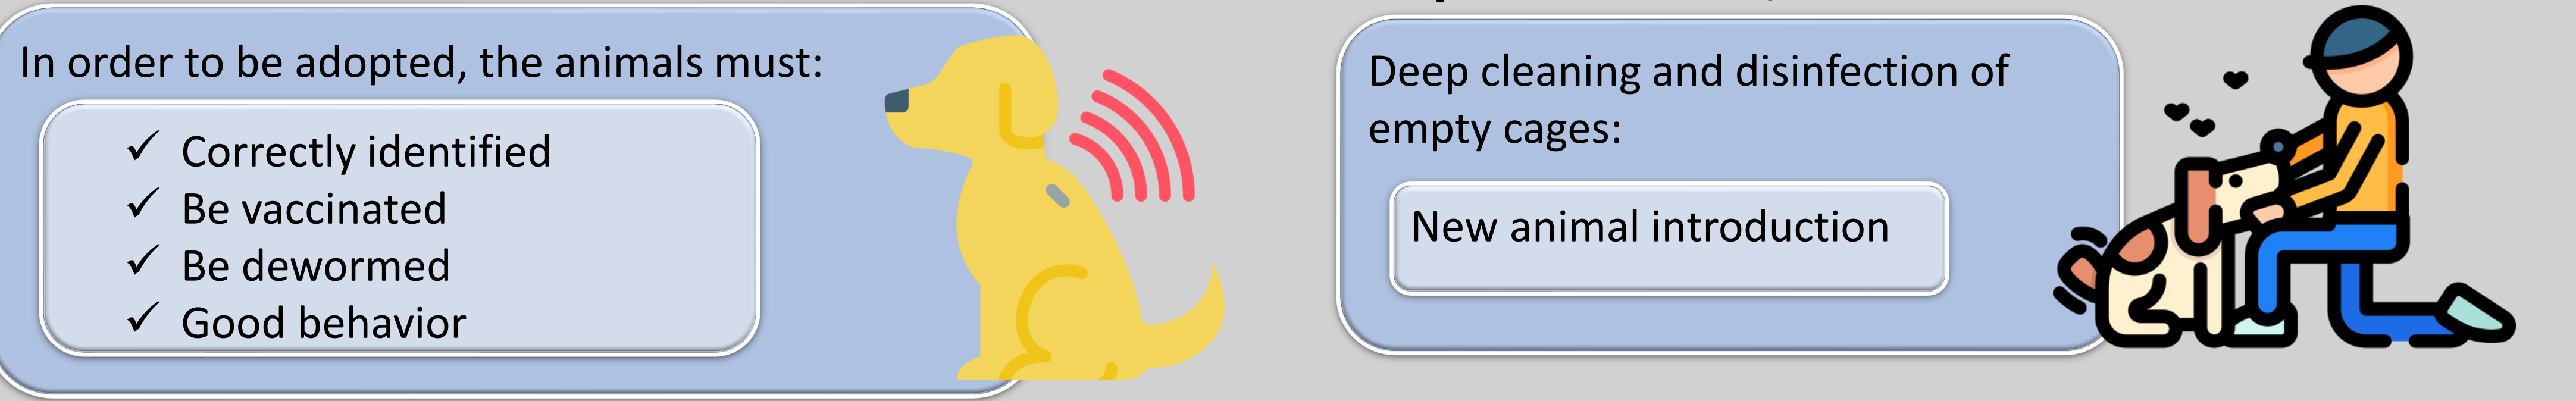 In order to be adopted, the animals must:
✓ Correctly identified
✓ Be vaccinated
✓ Be dewormed
✓ Good behavior
Deep cleaning and disinfection of
empty cages:
New animal introduction